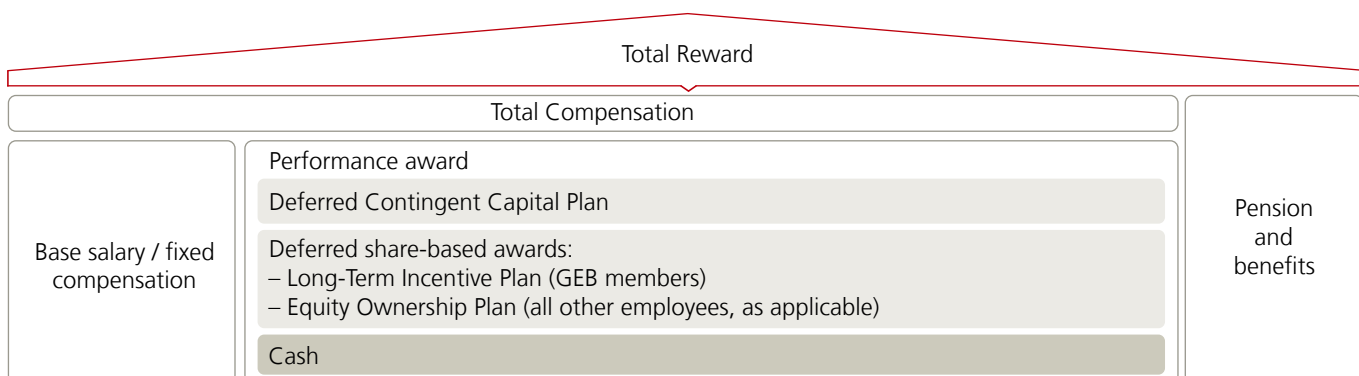 Total Reward
Total Compensation
Base salary / fixed
compensation
Performance award
Deferred Contingent Capital Plan
Deferred share-based awards:
– Long-Term Incentive Plan (GEB members)
– Equity Ownership Plan (all other employees, as applicable)
Cash
Pension
and
benefits